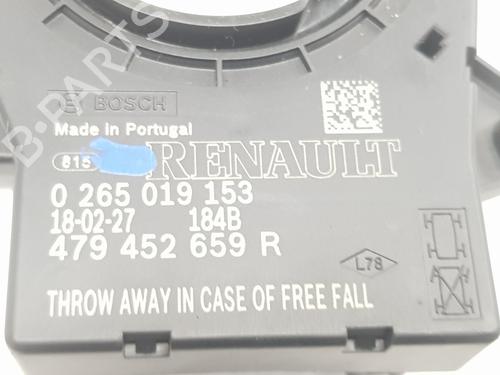 B-PARTS
BOSCH
Made in Portugal
815 RENAULT
0 265 019 153
18-02-27 184B
479 452 659 R
L78
THROW AWAY IN CASE OF FREE FALL